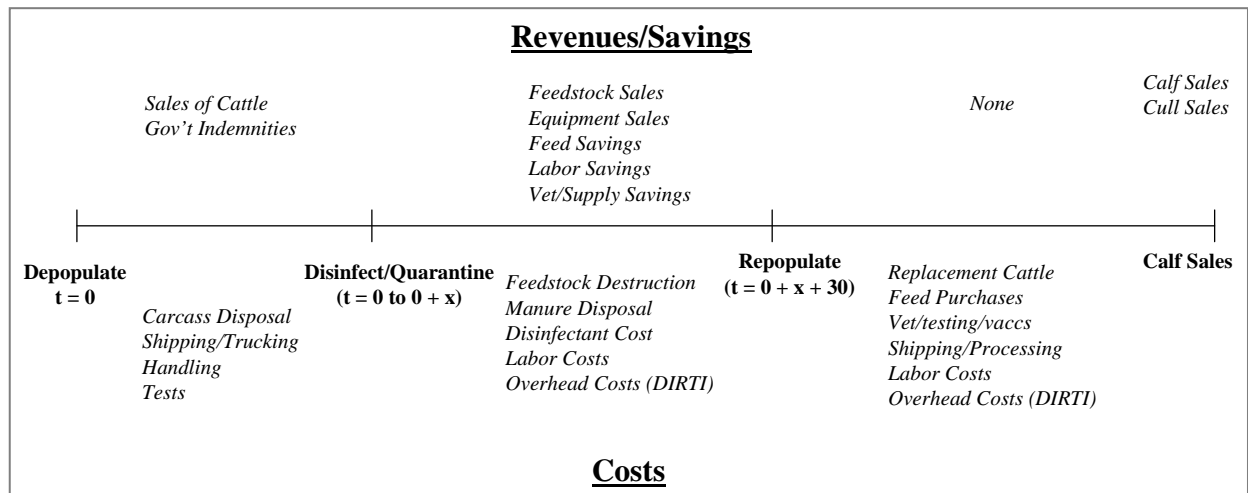 Revenues/Savings
Sales of Cattle
Gov't Indemnities
Feedstock Sales
Equipment Sales
Feed Savings
Labor Savings
Vet/Supply Savings
None
Calf Sales
Cull Sales
Depopulate
t = 0
Disinfect/Quarantine
(t = 0 to 0 + x)
Repopulate
(t = 0 + x + 30)
Calf Sales
Carcass Disposal
Shipping/Trucking
Handling
Tests
Feedstock Destruction
Manure Disposal
Disinfectant Cost
Labor Costs
Overhead Costs (DIRTI)
Replacement Cattle
Feed Purchases
Vet/testing/vaccs
Shipping/Processing
Labor Costs
Overhead Costs (DIRTI)
Costs